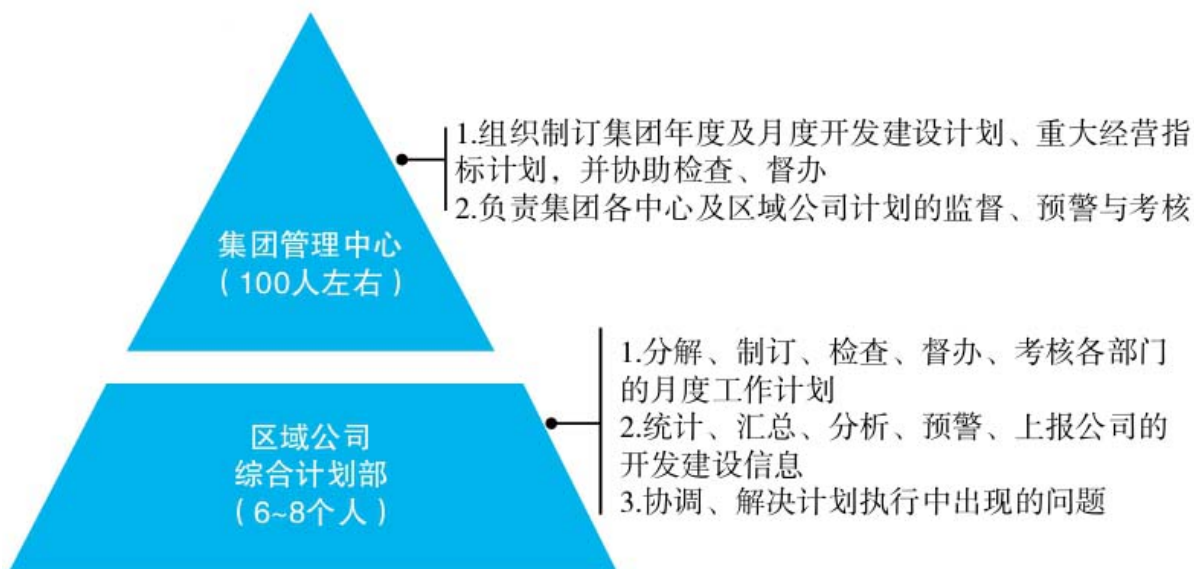 1.组织制订集团年度及月度开发建设计划、重大经营指
标计划，并协助检查、督办
2.负责集团各中心及区域公司计划的监督、预警与考核
集团管理中心
（100人左右）
1.分解、制订、检查、督办、考核各部门
的月度工作计划
2.统计、汇总、分析、预警、上报公司的
开发建设信息
3.协调、解决计划执行中出现的问题
区域公司
综合计划部
（6~8个人）